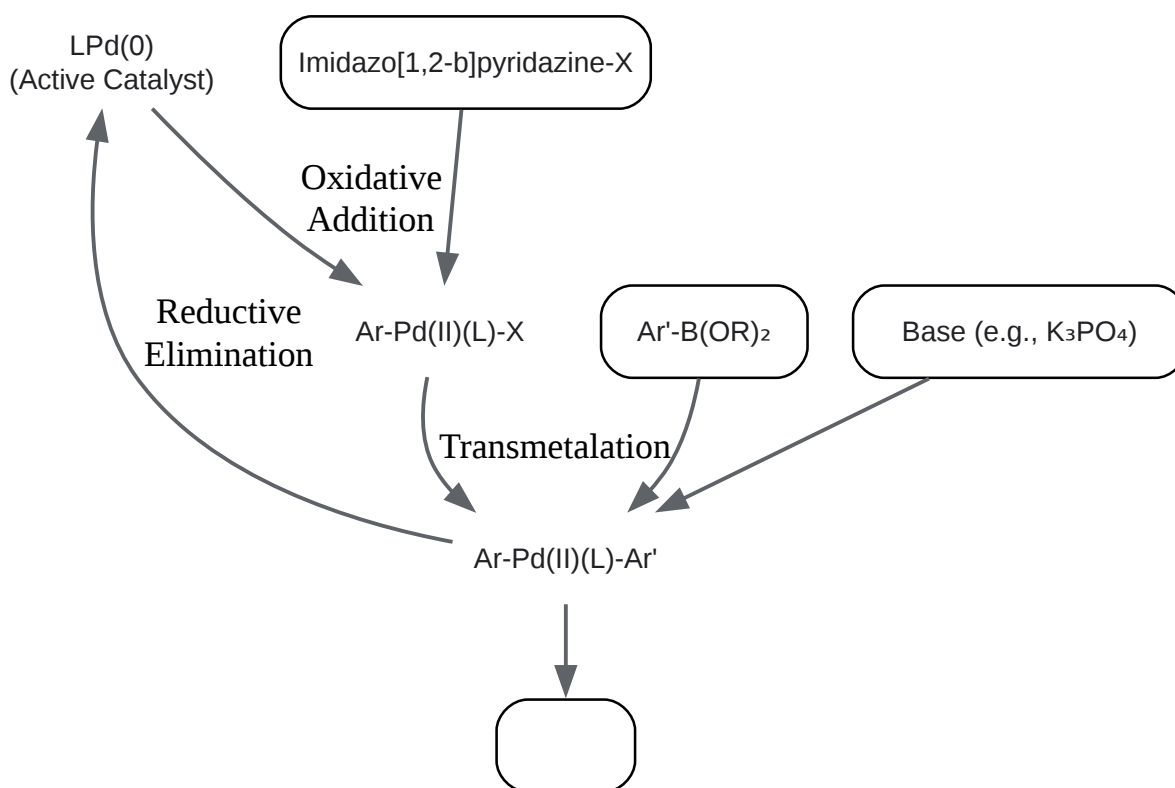 LPd(0)
(Active Catalyst)
Imidazo[1,2-b]pyridazine-X
Oxidative
Addition
Reductive
Elimination
Ar-Pd(II)(L)-X
Ar'-B(OR)₂
Base (e.g., K₃PO₄)
Transmetalation
Ar-Pd(II)(L)-Ar'